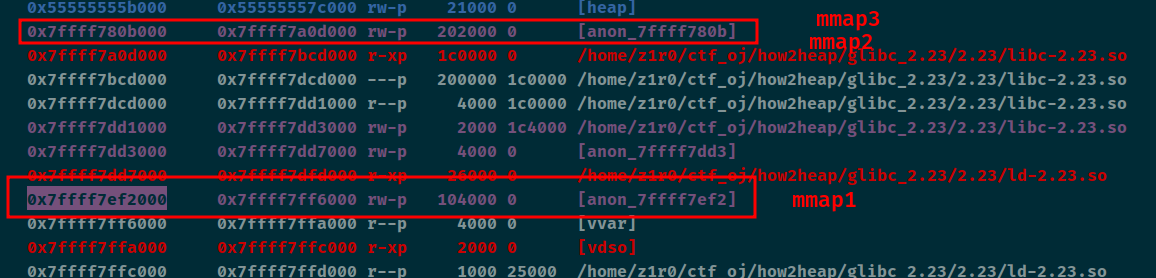 0x55555555b000 0x55555557c000 rw-p 21000 0 [heap]
0x7ffff780b000 0x7ffff7a0d000 rw-p 202000 0 [anon_7ffff780b] mmap3
mmap2
0x7ffff7a0d000 0x7ffff7bcd000 r-xp 1c0000 0 /home/z1r0/ctf_oj/how2heap/glibc_2.23/2.23/libc-2.23.so
0x7ffff7bcd000 0x7ffff7dcd000 ---p 200000 1c0000 /home/z1r0/ctf_oj/how2heap/glibc_2.23/2.23/libc-2.23.so
0x7ffff7dcd000 0x7ffff7dd1000 r--p 4000 1c0000 /home/z1r0/ctf_oj/how2heap/glibc_2.23/2.23/libc-2.23.so
0x7ffff7dd1000 0x7ffff7dd3000 rw-p 2000 1c4000 /home/z1r0/ctf_oj/how2heap/glibc_2.23/2.23/libc-2.23.so
0x7ffff7dd3000 0x7ffff7dd7000 rw-p 4000 0 [anon_7ffff7dd3]
0x7ffff7dd7000 0x7ffff7dfd000 r-xp 26000 0 /home/z1r0/ctf_oj/how2heap/glibc_2.23/2.23/ld-2.23.so
0x7ffff7ef2000 0x7ffff7ff6000 rw-p 104000 0 [anon_7ffff7ef2] mmap1
0x7ffff7ff6000 0x7ffff7ffa000 r--p 4000 0 [vvar]
0x7ffff7ffa000 0x7ffff7ffc000 r-xp 2000 0 [vdso]
0x7ffff7ffc000 0x7ffff7ffd000 r--p 1000 25000 /home/z1r0/ctf_oj/how2heap/glibc_2.23/2.23/ld-2.23.so